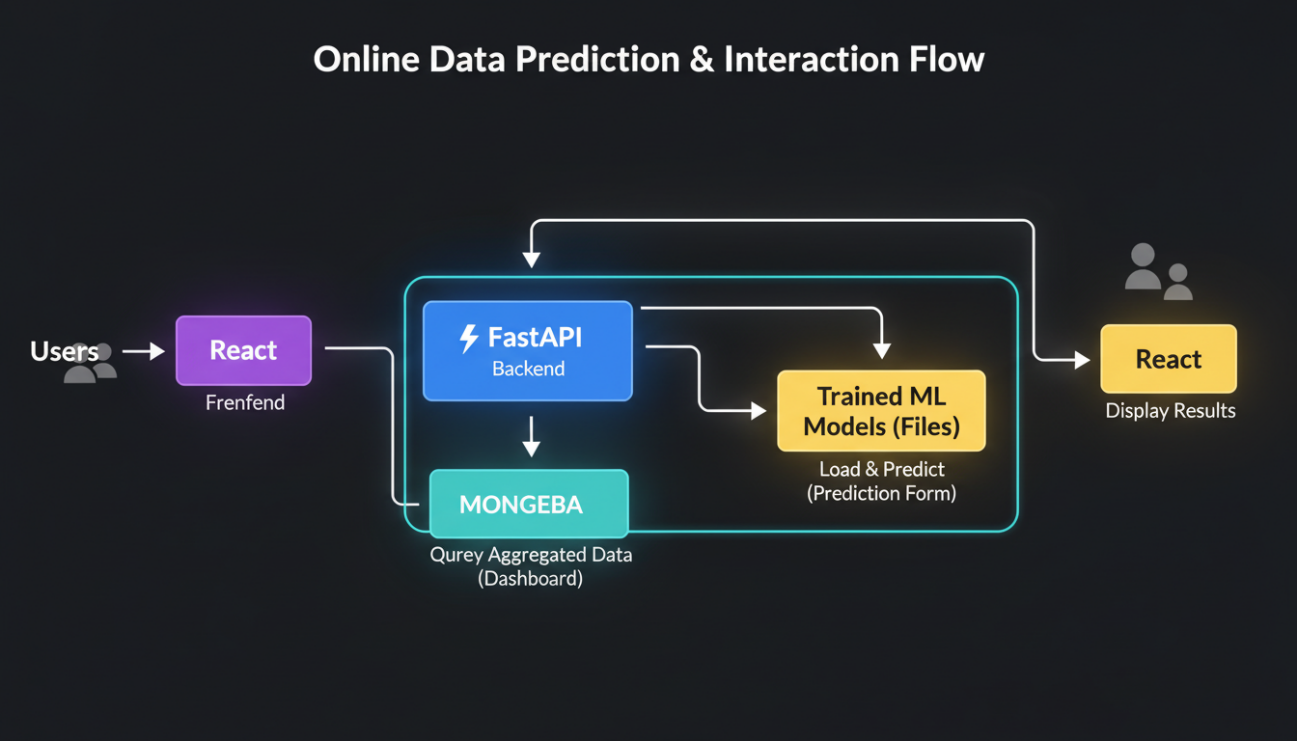 Online Data Prediction & Interaction Flow
Users
React
Frenfend
FastAPI
Backend
MONGEBA
Qurey Aggregated Data
(Dashboard)
Trained ML
Models (Files)
Load & Predict
(Prediction Form)
React
Display Results